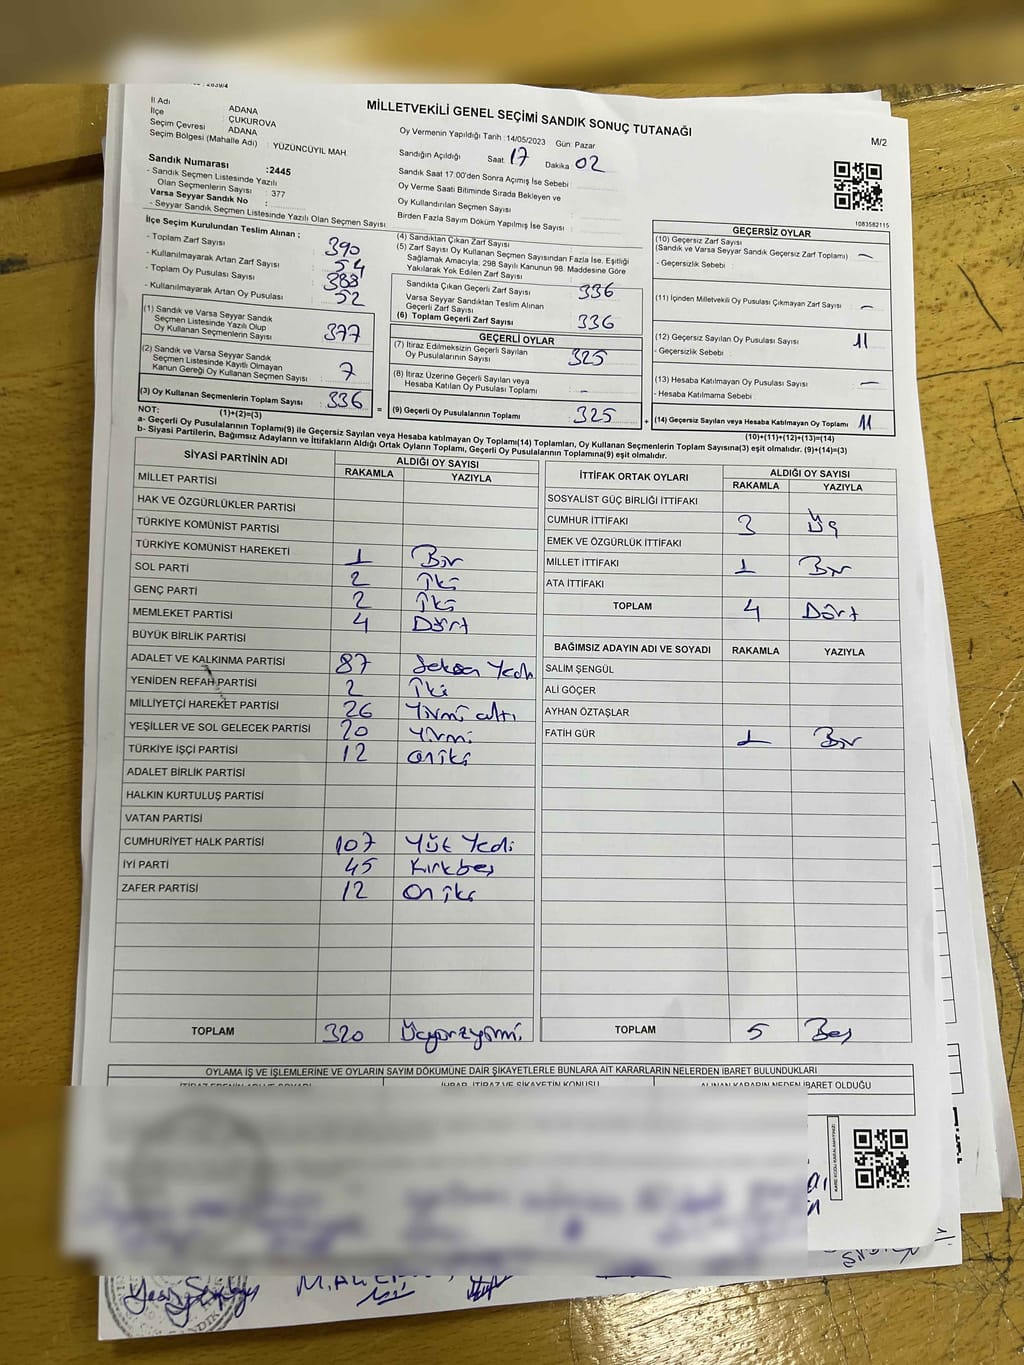 MİLLETVEKİLİ GENEL SEÇİMİ SANDIK SONUÇ TUTANAĞI
M/2
İl Adı : ADANA
İlçe : ÇUKUROVA
Seçim Çevresi : ADANA
Seçim Bölgesi (Mahalle Adı) : YÜZÜNCÜYIL MAH
Sandık Numarası :2445
- Sandık Seçmen Listesinde Yazılı
Olan Seçmenlerin Sayısı : 377
Varsa Seyyar Sandık No :
- Seyyar Sandık Seçmen Listesinde Yazılı Olan Seçmen Sayısı
Oy Vermenin Yapıldığı Tarih :14/05/2023 Gün: Pazar
Sandığın Açıldığı Saat 17 Dakika 02
Sandık Saat 17:00'den Sonra Açımış İse Sebebi :
Oy Verme Saati Bitiminde Sırada Bekleyen ve
Oy Kullandırılan Seçmen Sayısı :
Birden Fazla Sayım Döküm Yapılmış İse Sayısı :
1083582115
İlçe Seçim Kurulundan Teslim Alınan ;
- Toplam Zarf Sayısı : 390
- Kullanılmayarak Artan Zarf Sayısı : 54
- Toplam Oy Pusulası Sayısı : 388
- Kullanılmayarak Artan Oy Pusulası : 52
(1) Sandık ve Varsa Seyyar Sandık
Seçmen Listesinde Yazılı Olup
Oy Kullanan Seçmenlerin Sayısı : 377
(2) Sandık ve Varsa Seyyar Sandık
Seçmen Listesinde Kayıtlı Olmayan
Kanun Gereği Oy Kullanan Seçmen Sayısı : 7
(3) Oy Kullanan Seçmenlerin Toplam Sayısı : 336
(1)+(2)=(3)
(4) Sandıktan Çıkan Zarf Sayısı
(5) Zarf Sayısı Oy Kullanan Seçmen Sayısından Fazla İse, Eşitliği
Sağlamak Amacıyla, 298 Sayılı Kanunun 98. Maddesine Göre
Yakılarak Yok Edilen Zarf Sayısı :
Sandıkta Çıkan Geçerli Zarf Sayısı : 336
Varsa Seyyar Sandıktan Teslim Alınan
Geçerli Zarf Sayısı :
(6) Toplam Geçerli Zarf Sayısı : 336
GEÇERLİ OYLAR
(7) İtiraz Edilmeksizin Geçerli Sayılan
Oy Pusulalarının Sayısı : 325
(8) İtiraz Üzerine Geçerli Sayılan veya
Hesaba Katılan Oy Pusulası Toplamı : -
= (9) Geçerli Oy Pusulalarının Toplamı : 325
GEÇERSİZ OYLAR
(10) Geçersiz Zarf Sayısı
(Sandık ve Varsa Seyyar Sandık Geçersiz Zarf Toplamı) : -
- Geçersizlik Sebebi :
(11) İçinden Milletvekili Oy Pusulası Çıkmayan Zarf Sayısı : -
(12) Geçersiz Sayılan Oy Pusulası Sayısı : 11
- Geçersizlik Sebebi :
(13) Hesaba Katılmayan Oy Pusulası Sayısı : -
- Hesaba Katılmama Sebebi :
+ (14) Geçersiz Sayılan veya Hesaba Katılmayan Oy Toplamı : 11
(10)+(11)+(12)+(13)=(14)
NOT:
a- Geçerli Oy Pusulalarının Toplamı(9) ile Geçersiz Sayılan veya Hesaba katılmayan Oy Toplamı(14) Toplamları, Oy Kullanan Seçmenlerin Toplam Sayısına(3) eşit olmalıdır. (9)+(14)=(3)
b- Siyasi Partilerin, Bağımsız Adayların ve İttifakların Aldığı Ortak Oyların Toplamı, Geçerli Oy Pusulalarının Toplamına(9) eşit olmalıdır.
SİYASİ PARTİNİN ADI ALDIĞI OY SAYISI
RAKAMLA YAZIYLA
MİLLET PARTİSİ
HAK VE ÖZGÜRLÜKLER PARTİSİ
TÜRKİYE KOMÜNİST PARTİSİ
TÜRKİYE KOMÜNİST HAREKETİ 1 Bir
SOL PARTİ 2 İki
GENÇ PARTİ 2 İki
MEMLEKET PARTİSİ 4 Dört
BÜYÜK BİRLİK PARTİSİ
ADALET VE KALKINMA PARTİSİ 87 Seksen Yedi
YENİDEN REFAH PARTİSİ 2 İki
MİLLİYETÇİ HAREKET PARTİSİ 26 Yirmi altı
YEŞİLLER VE SOL GELECEK PARTİSİ 20 Yirmi
TÜRKİYE İŞÇİ PARTİSİ 12 oniki
ADALET BİRLİK PARTİSİ
HALKIN KURTULUŞ PARTİSİ
VATAN PARTİSİ
CUMHURİYET HALK PARTİSİ 107 Yüz Yedi
İYİ PARTİ 45 Kırkbeş
ZAFER PARTİSİ 12 On iki
TOPLAM 320 Üçyüzyirmi
İTTİFAK ORTAK OYLARI ALDIĞI OY SAYISI
RAKAMLA YAZIYLA
SOSYALİST GÜÇ BİRLİĞİ İTTİFAKI
CUMHUR İTTİFAKI 3 Üç
EMEK VE ÖZGÜRLÜK İTTİFAKI
MİLLET İTTİFAKI 1 Bir
ATA İTTİFAKI
TOPLAM 4 Dört
BAĞIMSIZ ADAYIN ADI VE SOYADI RAKAMLA YAZIYLA
SALİM ŞENGÜL
ALİ GÖÇER
AYHAN ÖZTAŞLAR
FATİH GÜR 1 Bir
TOPLAM 5 Beş
OYLAMA İŞ VE İŞLEMLERİNE VE OYLARIN SAYIM DÖKÜMÜNE DAİR ŞİKAYETLERLE BUNLARA AİT KARARLARIN NELERDEN İBARET BULUNDUKLARI
İTİRAZ EDENİN ADI VE SOYADI İHBAR, İTİRAZ VE ŞİKAYETİN KONUSU ALINAN KARARIN NEDEN İBARET OLDUĞU